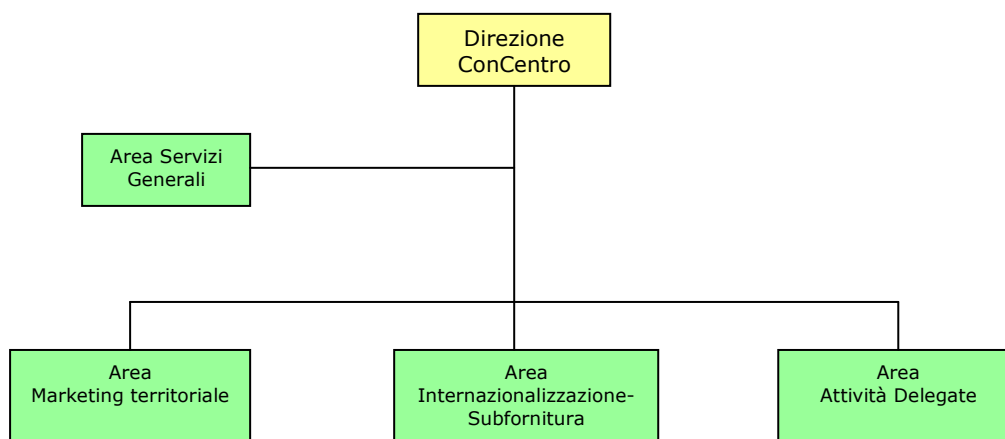 Direzione
ConCentro
Area Servizi
Generali
Area
Marketing territoriale
Area
Internazionalizzazione-
Subfornitura
Area
Attività Delegate